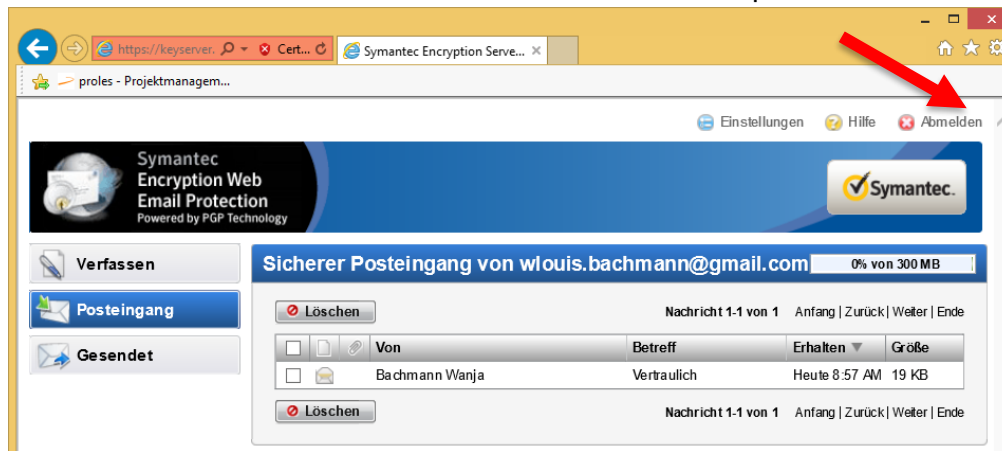 https://keyserver.
Cert...
Symantec Encryption Serve...
proles - Projektmanagem...
Einstellungen Hilfe Abmelden
Symantec
Encryption Web
Email Protection
Powered by PGP Technology
Symantec.
Verfassen
Posteingang
Gesendet
Sicherer Posteingang von wlouis.bachmann@gmail.com 0% von 300 MB
Löschen Nachricht 1-1 von 1 Anfang | Zurück | Weiter | Ende
Von Betreff Erhalten Größe
Bachmann Wanja Vertraulich Heute 8:57 AM 19 KB
Löschen Nachricht 1-1 von 1 Anfang | Zurück | Weiter | Ende